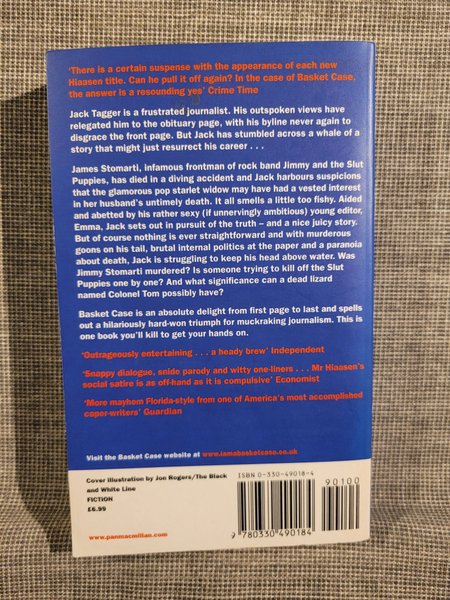 'There is a certain suspense with the appearance of each new
Hiaasen title. Can he pull it off again? In the case of Basket Case,
the answer is a resounding yes' Crime Time
Jack Tagger is a frustrated journalist. His outspoken views have
relegated him to the obituary page, with his byline never again to
disgrace the front page. But Jack has stumbled across a whale of a
story that might just resurrect his career . . .
James Stomarti, infamous frontman of rock band Jimmy and the Slut
Puppies, has died in a diving accident and Jack harbours suspicions
that the glamorous pop starlet widow may have had a vested interest
in her husband's untimely death. It all smells a little too fishy. Aided
and abetted by his rather sexy (if unnervingly ambitious) young editor,
Emma, Jack sets out in pursuit of the truth – and a nice juicy story.
But of course nothing is ever straightforward and with murderous
goons on his tail, brutal internal politics at the paper and a paranoia
about death, Jack is struggling to keep his head above water. Was
Jimmy Stomarti murdered? Is someone trying to kill off the Slut
Puppies one by one? And what significance can a dead lizard
named Colonel Tom possibly have?
Basket Case is an absolute delight from first page to last and spells
out a hilariously hard-won triumph for muckraking journalism. This is
one book you'll kill to get your hands on.
'Outrageously entertaining . . . a heady brew' Independent
'Snappy dialogue, snide parody and witty one-liners . . . Mr Hiaasen's
social satire is as off-hand as it is compulsive' Economist
'More mayhem Florida-style from one of America's most accomplished
caper-writers' Guardian
Visit the Basket Case website at www.iamabasketcase.co.uk
Cover illustration by Jon Rogers/The Black
and White Line
FICTION
£6.99
www.panmacmillan.com
ISBN 0-330-49018-4
90100
9 780330 490184